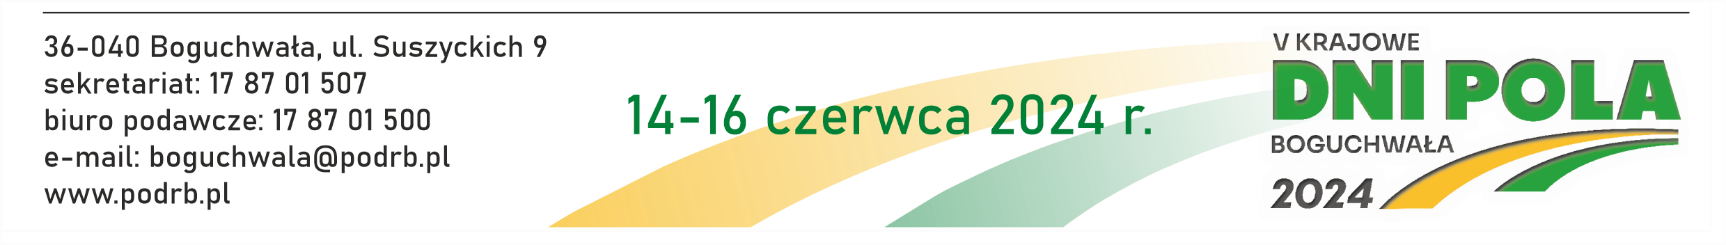 36-040 Boguchwała, ul. Suszyckich 9
sekretariat: 17 87 01 507
biuro podawcze: 17 87 01 500
e-mail: boguchwala@podrb.pl
www.podrb.pl
14-16 czerwca 2024 r.
V KRAJOWE
DNI POLA
BOGUCHWAŁA
2024